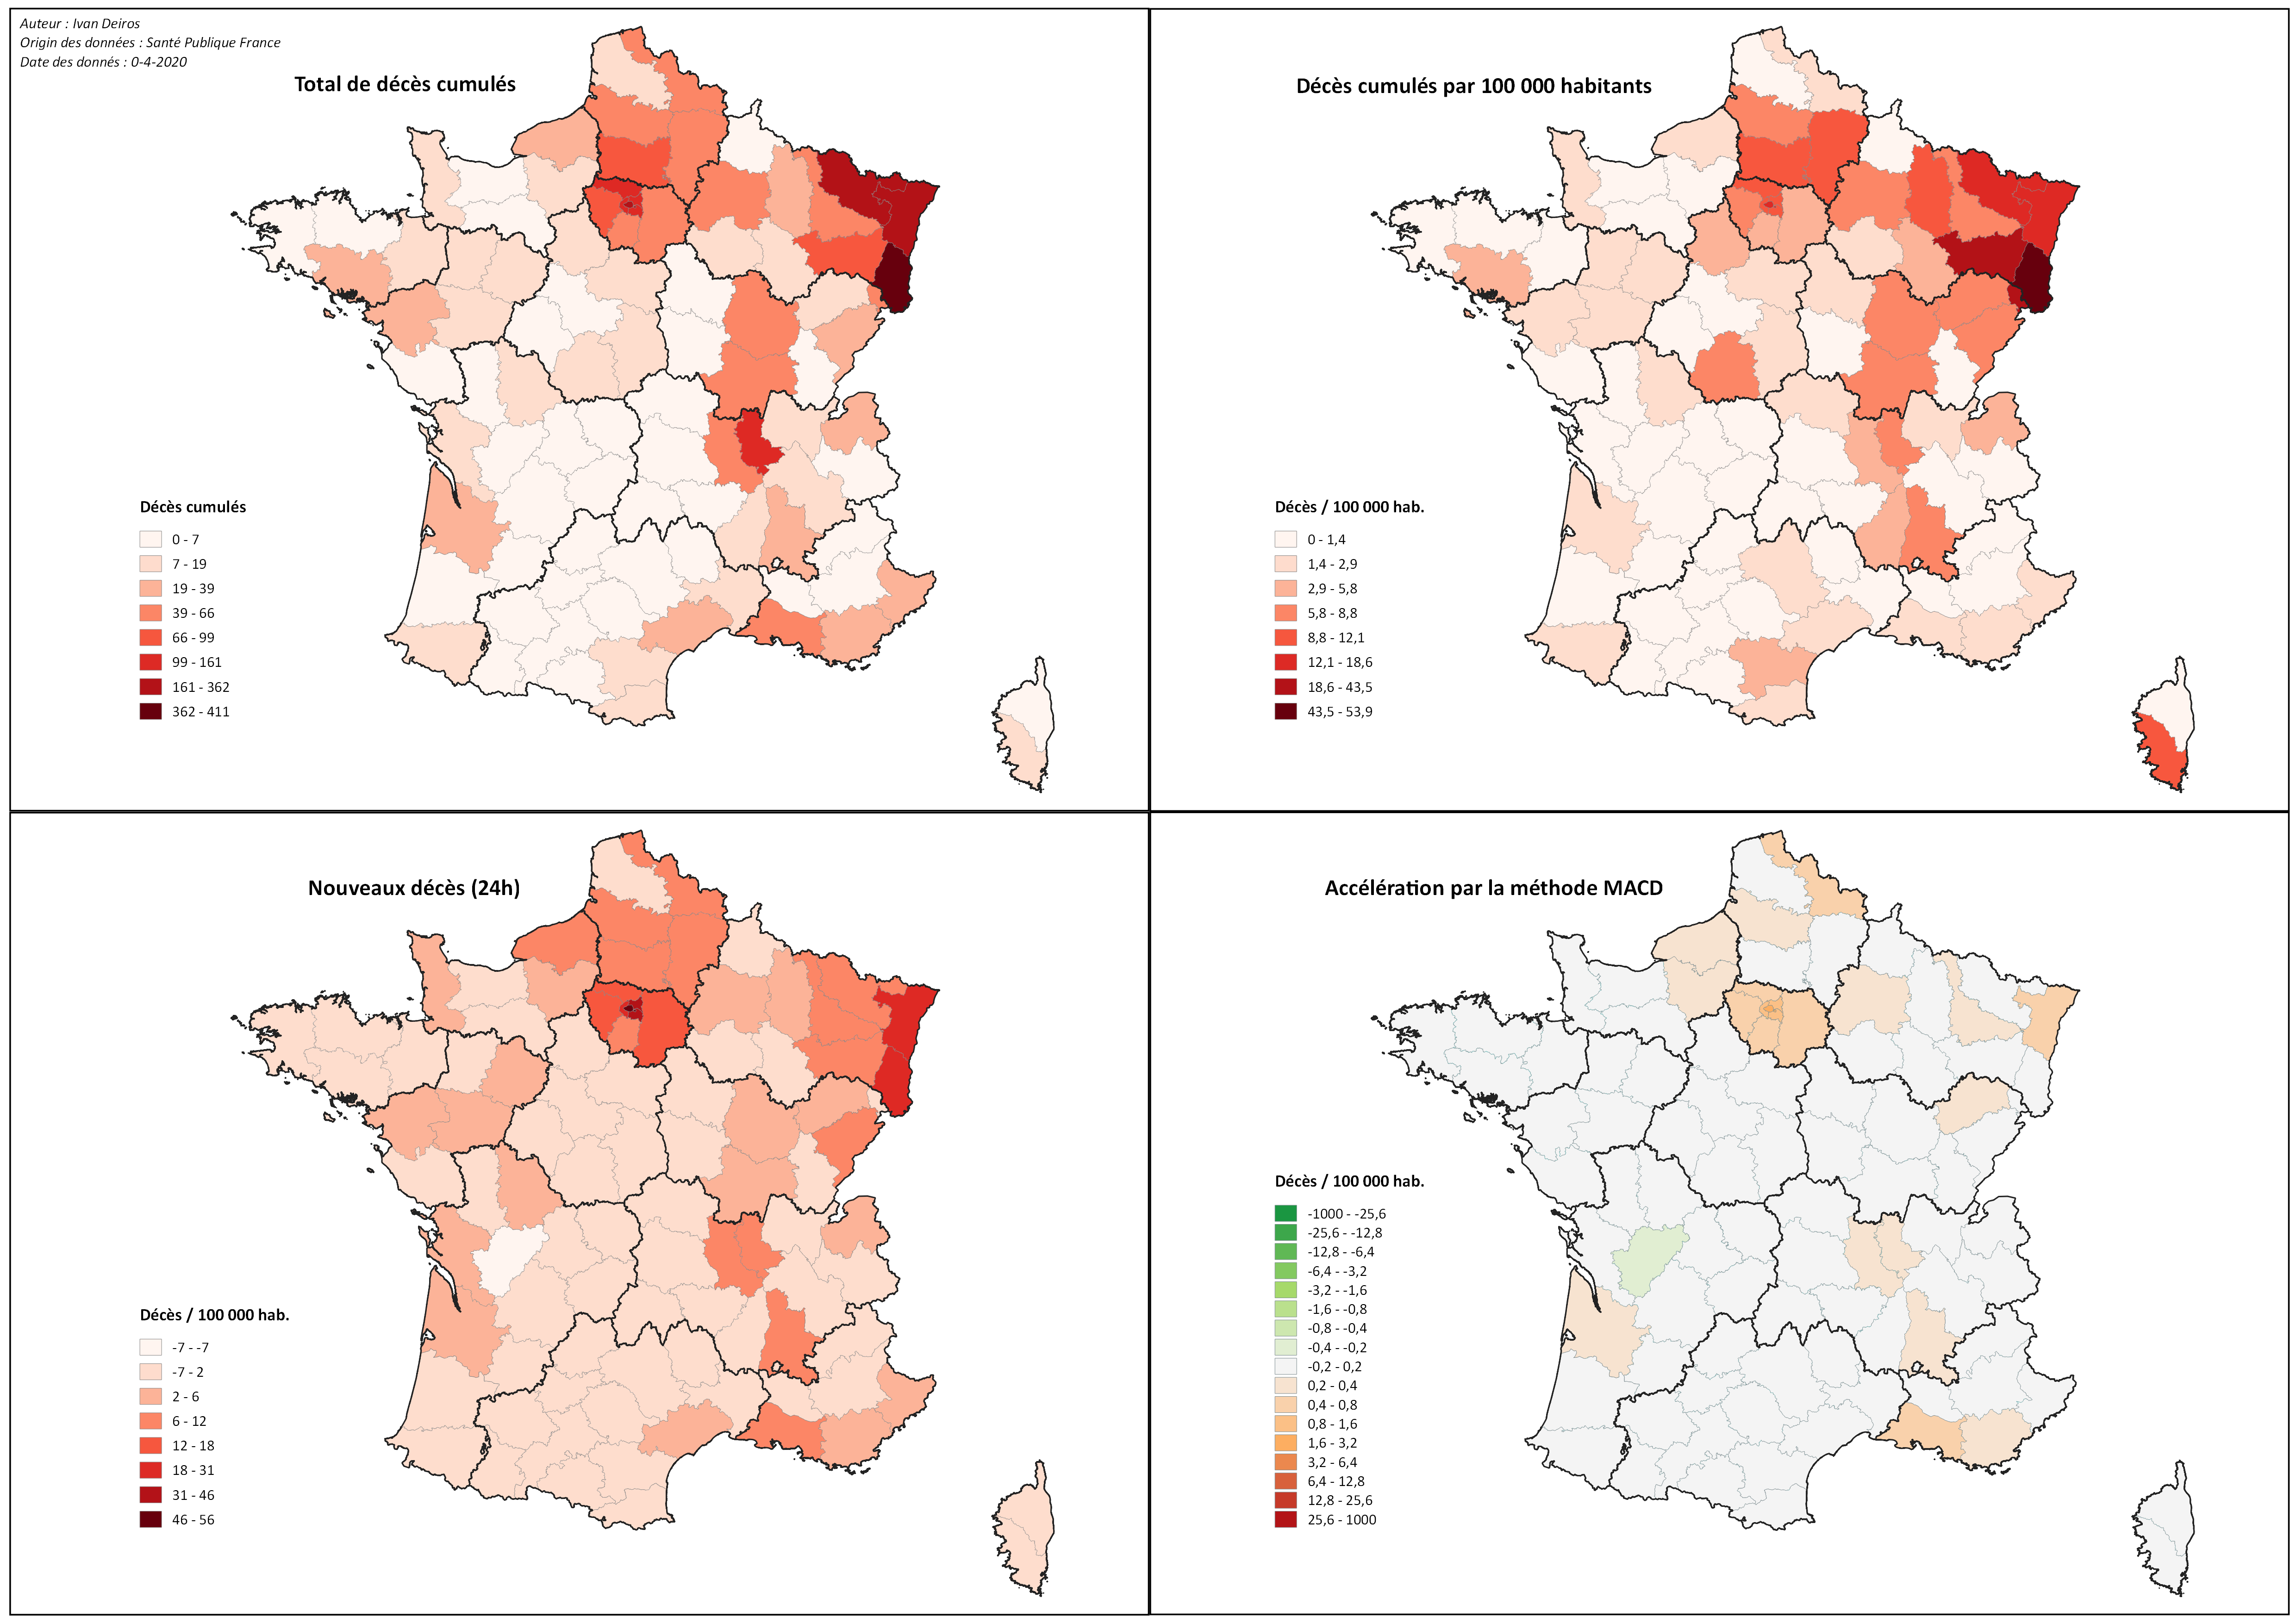 Auteur : Ivan Deiros
Origin des données : Santé Publique France
Date des donnés : 0-4-2020
Total de décès cumulés
Décès cumulés
0 - 7
7 - 19
19 - 39
39 - 66
66 - 99
99 - 161
161 - 362
362 - 411
Décès cumulés par 100 000 habitants
Décès / 100 000 hab.
0 - 1,4
1,4 - 2,9
2,9 - 5,8
5,8 - 8,8
8,8 - 12,1
12,1 - 18,6
18,6 - 43,5
43,5 - 53,9
Nouveaux décès (24h)
Décès / 100 000 hab.
-7 - -7
-7 - 2
2 - 6
6 - 12
12 - 18
18 - 31
31 - 46
46 - 56
Accélération par la méthode MACD
Décès / 100 000 hab.
-1000 - -25,6
-25,6 - -12,8
-12,8 - -6,4
-6,4 - -3,2
-3,2 - -1,6
-1,6 - -0,8
-0,8 - -0,4
-0,4 - -0,2
-0,2 - 0,2
0,2 - 0,4
0,4 - 0,8
0,8 - 1,6
1,6 - 3,2
3,2 - 6,4
6,4 - 12,8
12,8 - 25,6
25,6 - 1000